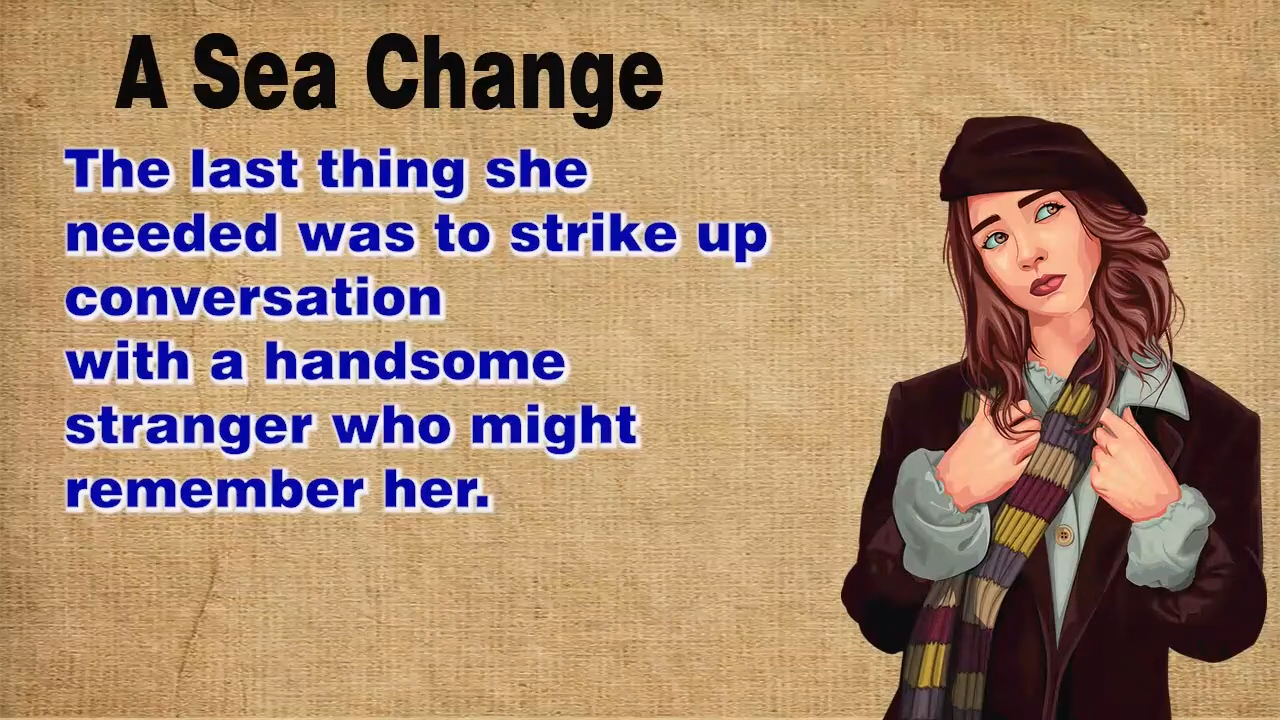 A Sea Change
The last thing she
needed was to strike up
conversation
with a handsome
stranger who might
remember her.